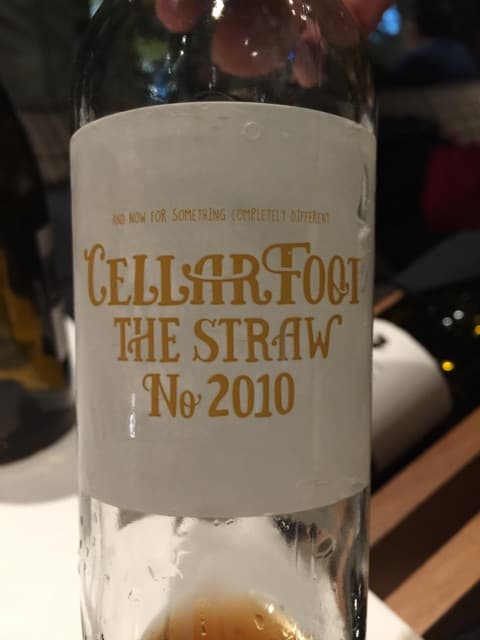 AND NOW FOR SOMETHING COMPLETELY DIFFERENT
CELLARFOOT
THE STRAW
No 2010